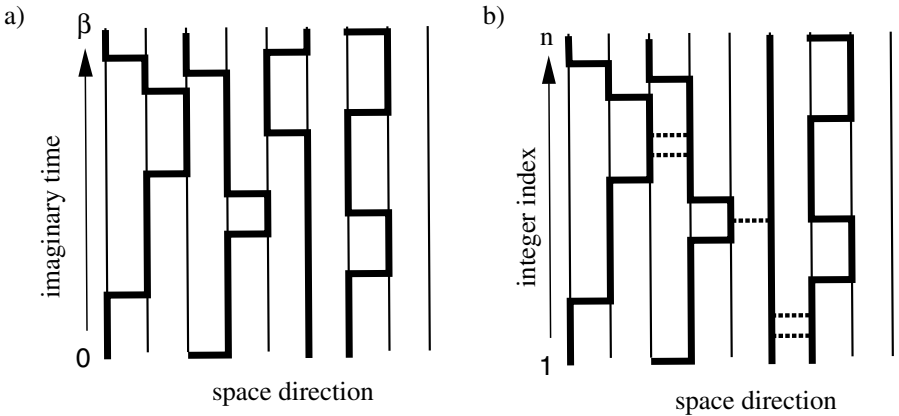 a)
β
imaginary time
0
space direction
b)
n
integer index
1
space direction